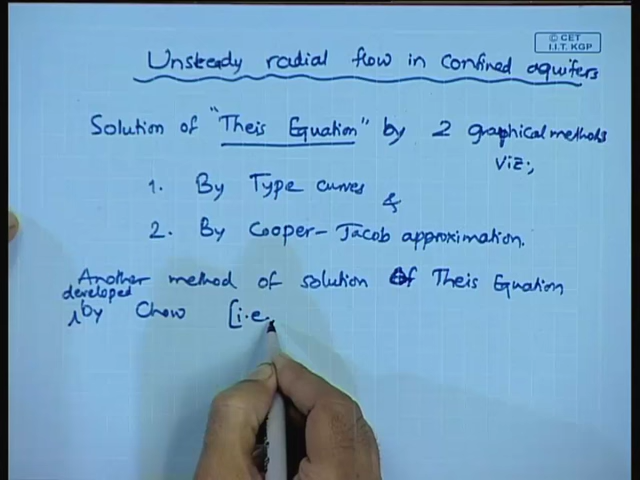 © CET
I.I.T. KGP
Unsteady radial flow in confined aquifers
Solution of "Theis Equation" by 2 graphical methods
Viz;
1. By Type curves &
2. By Cooper-Jacob approximation.
Another method of solution Of Theis Equation
developed
by Chow [i.e.